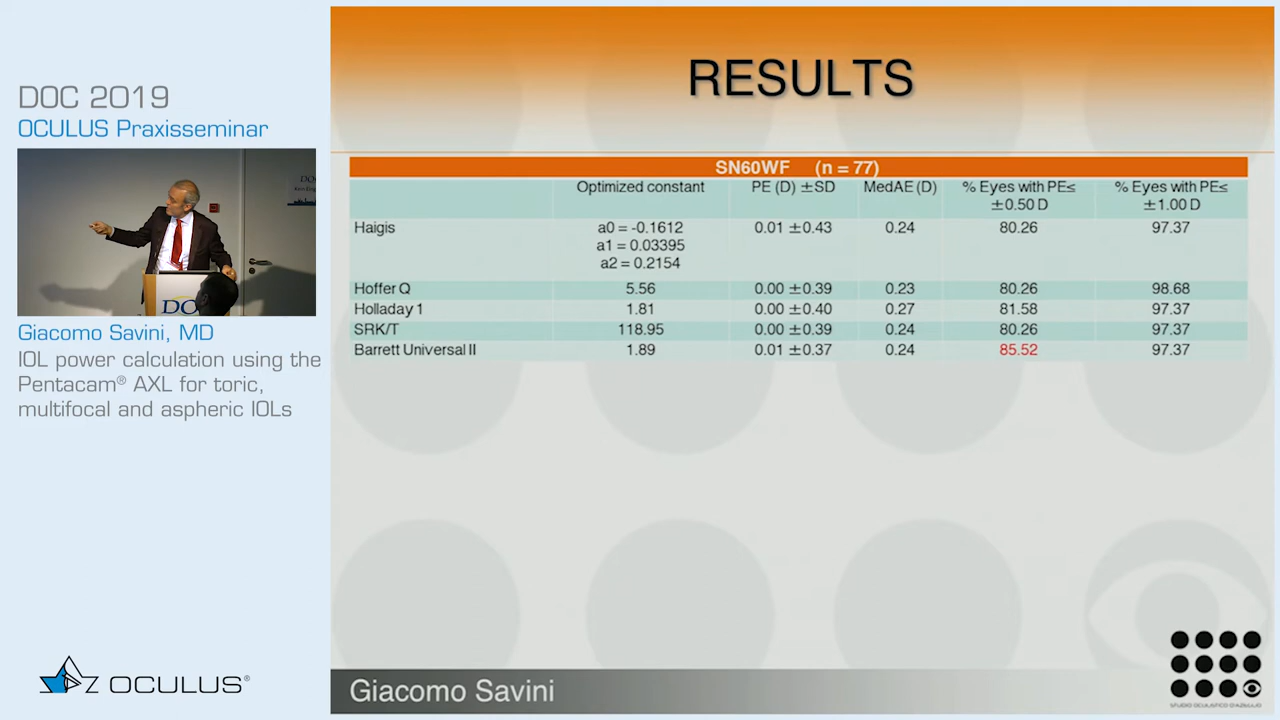 DOC 2019
OCULUS Praxisseminar
Giacomo Savini, MD
IOL power calculation using the
Pentacam® AXL for toric,
multifocal and aspheric IOLs
OCULUS®
RESULTS
SN60WF (n = 77)
Optimized constant PE (D) ±SD MedAE (D) % Eyes with PE≤ ±0.50 D % Eyes with PE≤ ±1.00 D
Haigis a0 = -0.1612 0.01 ±0.43 0.24 80.26 97.37
a1 = 0.03395
a2 = 0.2154
Hoffer Q 5.56 0.00 ±0.39 0.23 80.26 98.68
Holladay 1 1.81 0.00 ±0.40 0.27 81.58 97.37
SRK/T 118.95 0.00 ±0.39 0.24 80.26 97.37
Barrett Universal II 1.89 0.01 ±0.37 0.24 85.52 97.37
Giacomo Savini